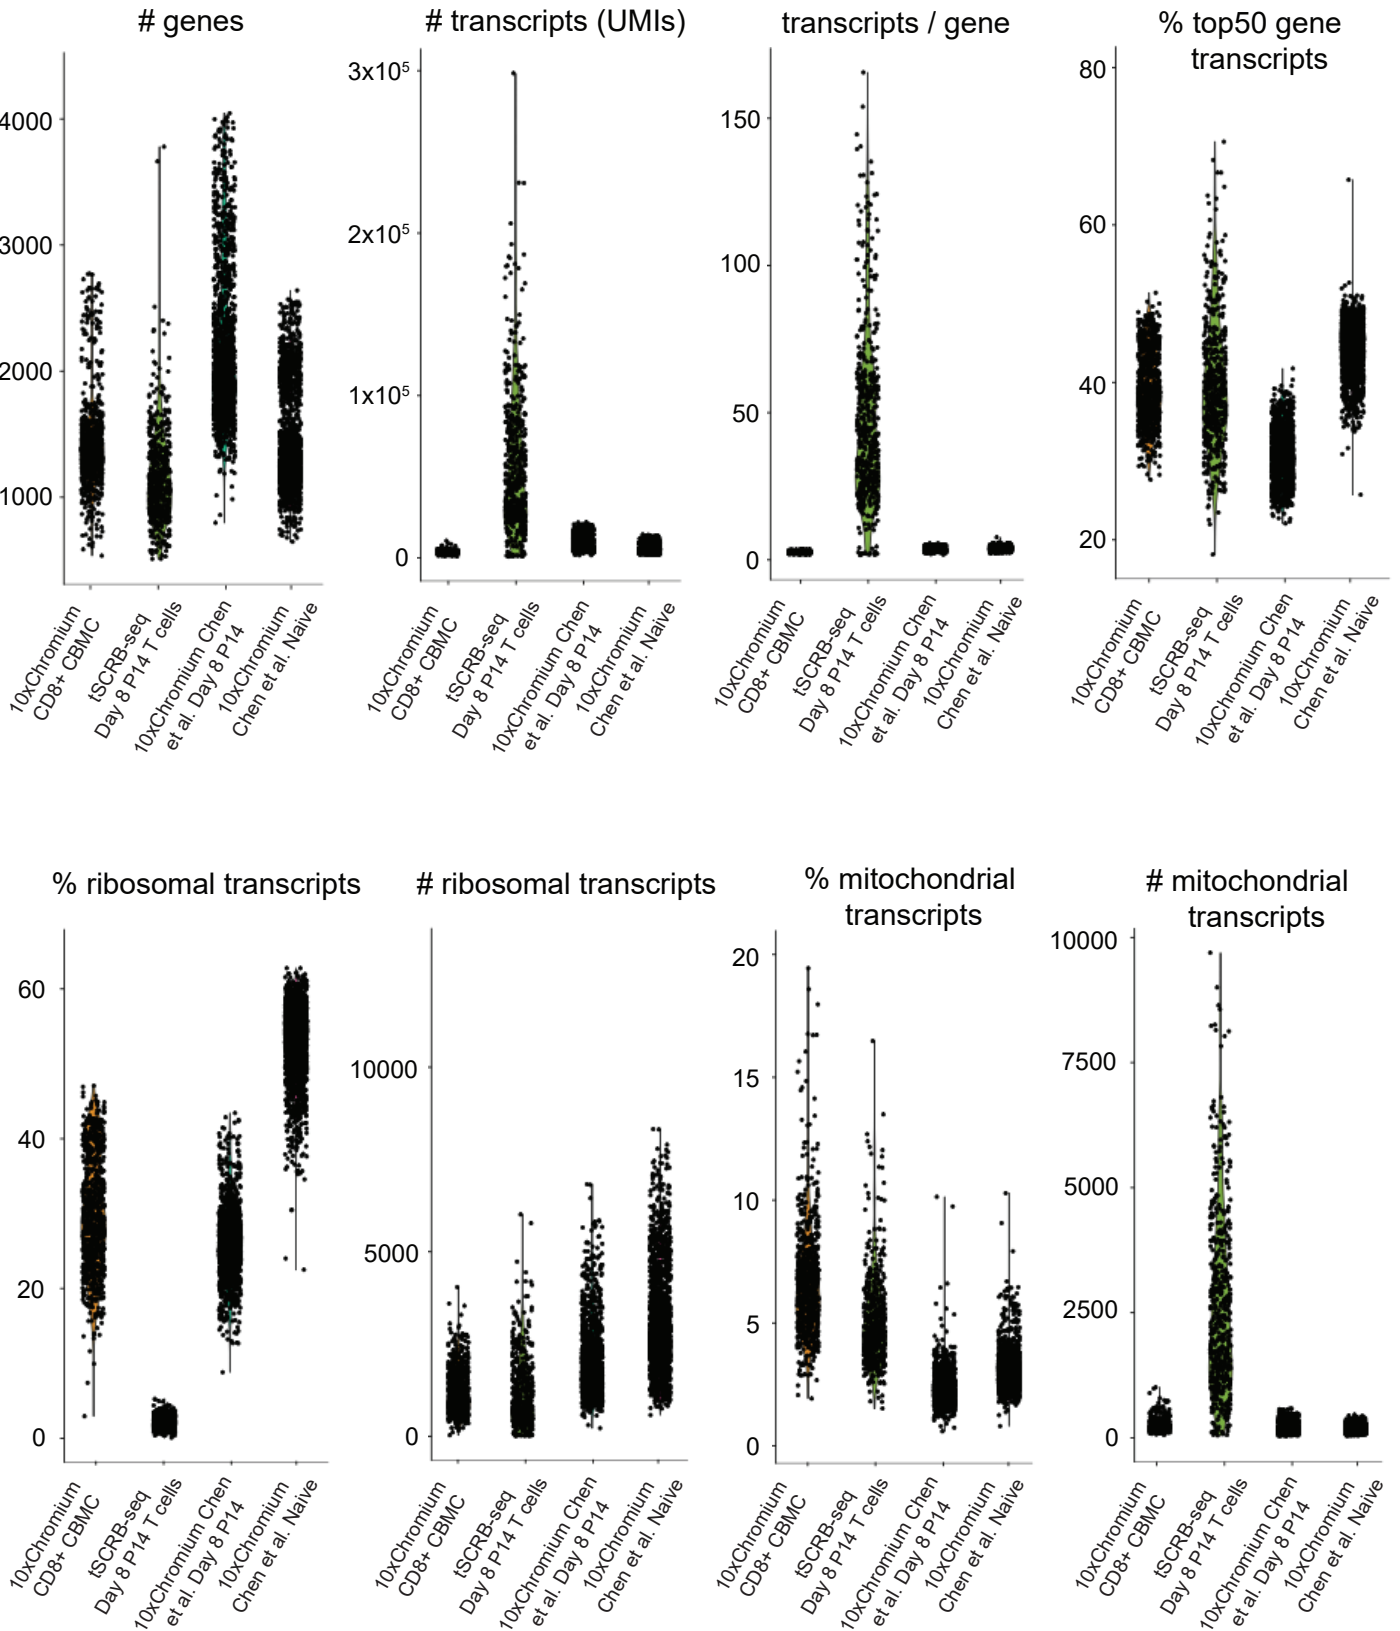 # genes
# transcripts (UMIs)
transcripts / gene
% top50 gene
transcripts
4000
3000
2000
1000
10xChromium
CD8+ CBMC
tSCRB-seq
Day 8 P14 T cells
10xChromium Chen
et al. Day 8 P14
10xChromium
Chen et al. Naive
3x10⁵
2x10⁵
1x10⁵
0
10xChromium
CD8+ CBMC
tSCRB-seq
Day 8 P14 T cells
10xChromium Chen
et al. Day 8 P14
10xChromium
Chen et al. Naive
150
100
50
0
10xChromium
CD8+ CBMC
tSCRB-seq
Day 8 P14 T cells
10xChromium Chen
et al. Day 8 P14
10xChromium
Chen et al. Naive
80
60
40
20
10xChromium
CD8+ CBMC
tSCRB-seq
Day 8 P14 T cells
10xChromium Chen
et al. Day 8 P14
10xChromium
Chen et al. Naive
% ribosomal transcripts
# ribosomal transcripts
% mitochondrial
transcripts
# mitochondrial
transcripts
60
40
20
0
10xChromium
CD8+ CBMC
tSCRB-seq
Day 8 P14 T cells
10xChromium Chen
et al. Day 8 P14
10xChromium
Chen et al. Naive
10000
5000
0
10xChromium
CD8+ CBMC
tSCRB-seq
Day 8 P14 T cells
10xChromium Chen
et al. Day 8 P14
10xChromium
Chen et al. Naive
20
15
10
5
0
10xChromium
CD8+ CBMC
tSCRB-seq
Day 8 P14 T cells
10xChromium Chen
et al. Day 8 P14
10xChromium
Chen et al. Naive
10000
7500
5000
2500
0
10xChromium
CD8+ CBMC
tSCRB-seq
Day 8 P14 T cells
10xChromium Chen
et al. Day 8 P14
10xChromium
Chen et al. Naive